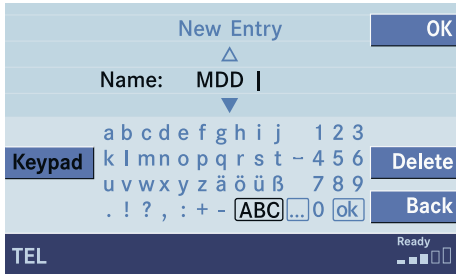 New Entry OK
Name: MDD
a b c d e f g h i j 1 2 3
Keypad k l m n o p q r s t - 4 5 6 Delete
u v w x y z ä ö ü ß 7 8 9
. ! ? , : + - ABC ... 0 ok Back
TEL Ready